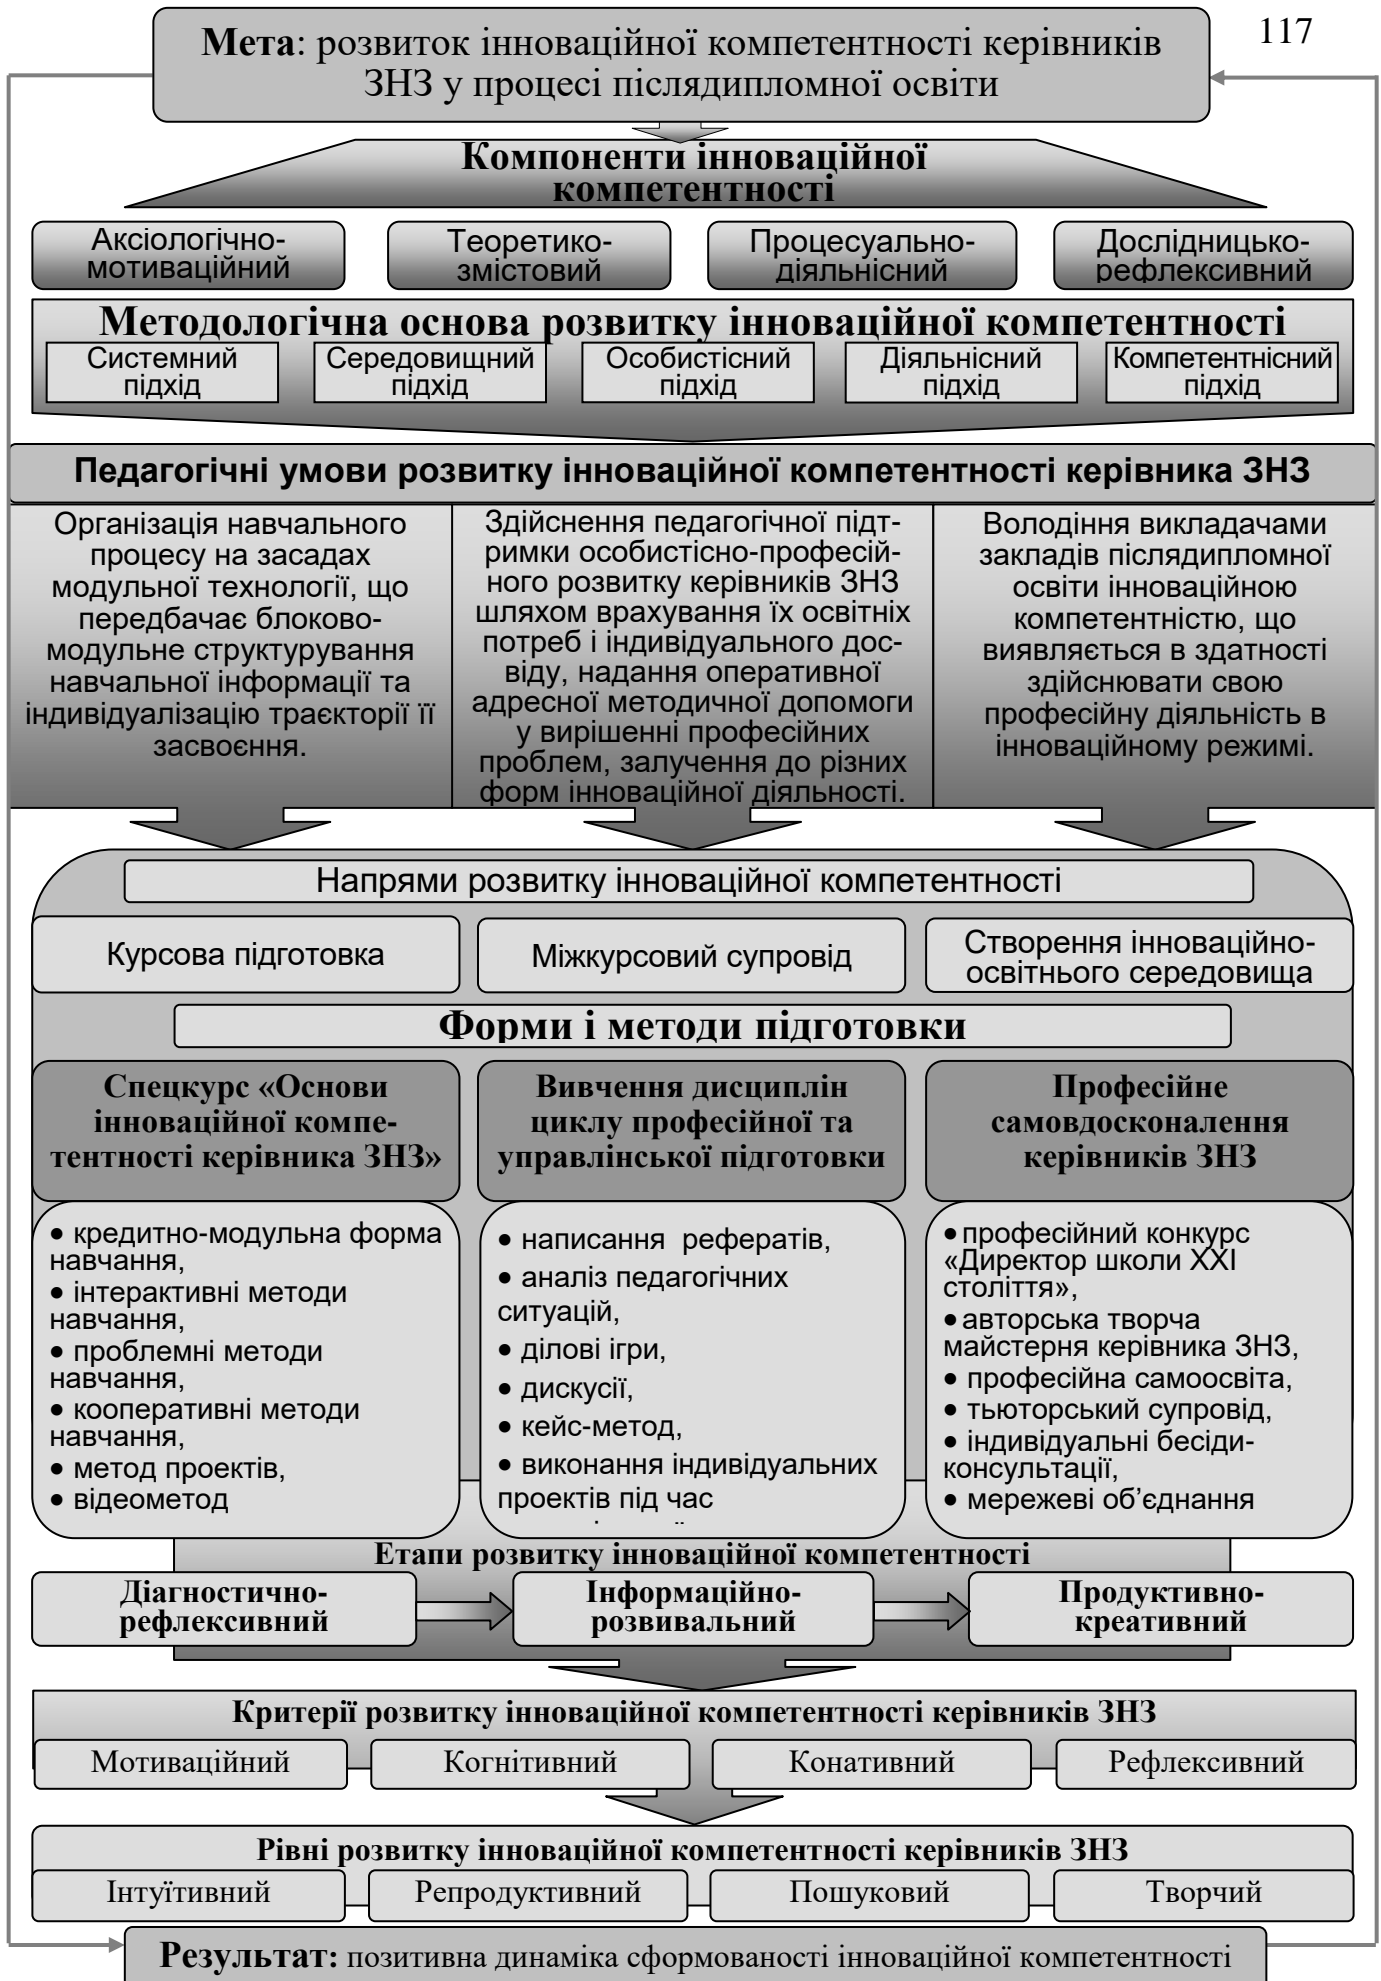 117
Мета: розвиток інноваційної компетентності керівників
ЗНЗ у процесі післядипломної освіти
Компоненти інноваційної
компетентності
Аксіологічно-
мотиваційний
Теоретико-
змістовий
Процесуально-
діяльнісний
Дослідницько-
рефлексивний
Методологічна основа розвитку інноваційної компетентності
Системний
підхід
Середовищний
підхід
Особистісний
підхід
Діяльнісний
підхід
Компетентнісний
підхід
Педагогічні умови розвитку інноваційної компетентності керівника ЗНЗ
Організація навчального
процесу на засадах
модульної технології, що
передбачає блоково-
модульне структурування
навчальної інформації та
індивідуалізацію траєкторії її
засвоєння.
Здійснення педагогічної підт-
римки особистісно-професій-
ного розвитку керівників ЗНЗ
шляхом врахування їх освітніх
потреб і індивідуального дос-
віду, надання оперативної
адресної методичної допомоги
у вирішенні професійних
проблем, залучення до різних
форм інноваційної діяльності.
Володіння викладачами
закладів післядипломної
освіти інноваційною
компетентністю, що
виявляється в здатності
здійснювати свою
професійну діяльність в
інноваційному режимі.
Напрями розвитку інноваційної компетентності
Курсова підготовка
Міжкурсовий супровід
Створення інноваційно-
освітнього середовища
Форми і методи підготовки
Спецкурс «Основи
інноваційної компе-
тентності керівника ЗНЗ»
Вивчення дисциплін
циклу професійної та
управлінської підготовки
Професійне
самовдосконалення
керівників ЗНЗ
• кредитно-модульна форма
навчання,
• інтерактивні методи
навчання,
• проблемні методи
навчання,
• кооперативні методи
навчання,
• метод проектів,
• відеометод
• написання рефератів,
• аналіз педагогічних
ситуацій,
• ділові ігри,
• дискусії,
• кейс-метод,
• виконання індивідуальних
проектів під час
• професійний конкурс
«Директор школи ХХІ
століття»,
• авторська творча
майстерня керівника ЗНЗ,
• професійна самоосвіта,
• тьюторський супровід,
• індивідуальні бесіди-
консультації,
• мережеві об’єднання
Етапи розвитку інноваційної компетентності
Діагностично-
рефлексивний
Інформаційно-
розвивальний
Продуктивно-
креативний
Критерії розвитку інноваційної компетентності керівників ЗНЗ
Мотиваційний
Когнітивний
Конативний
Рефлексивний
Рівні розвитку інноваційної компетентності керівників ЗНЗ
Інтуїтивний
Репродуктивний
Пошуковий
Творчий
Результат: позитивна динаміка сформованості інноваційної компетентності